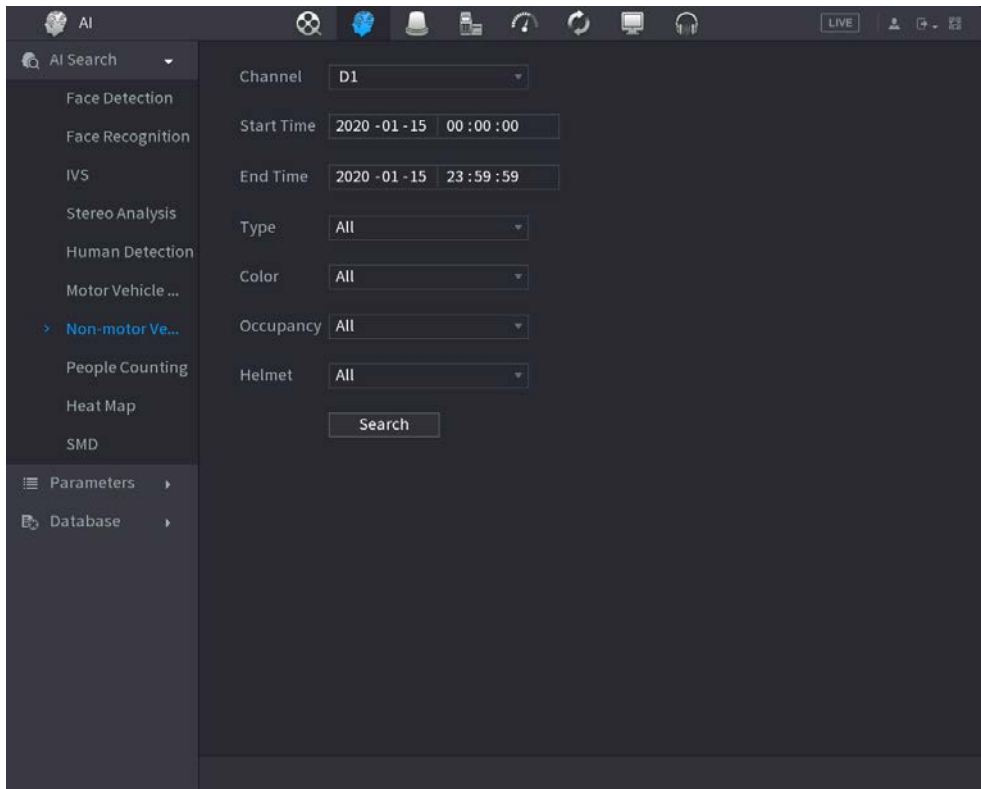 AI
LIVE
AI Search
Face Detection
Face Recognition
IVS
Stereo Analysis
Human Detection
Motor Vehicle ...
Non-motor Ve...
People Counting
Heat Map
SMD
Parameters
Database
Channel D1
Start Time 2020 -01 -15 00 :00 :00
End Time 2020 -01 -15 23 :59 :59
Type All
Color All
Occupancy All
Helmet All
Search